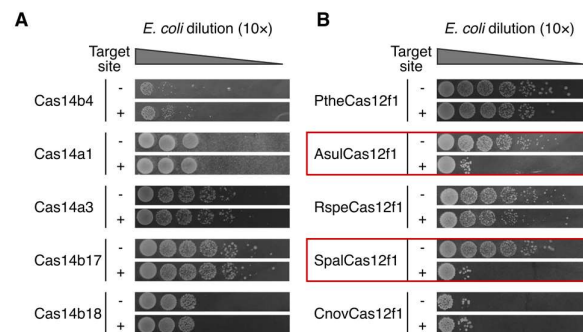 A
E. coli dilution (10×)
Target site
Cas14b4
-
+
Cas14a1
-
+
Cas14a3
-
+
Cas14b17
-
+
Cas14b18
-
+
B
E. coli dilution (10×)
Target site
PtheCas12f1
-
+
AsulCas12f1
-
+
RspeCas12f1
-
+
SpalCas12f1
-
+
CnovCas12f1
-
+